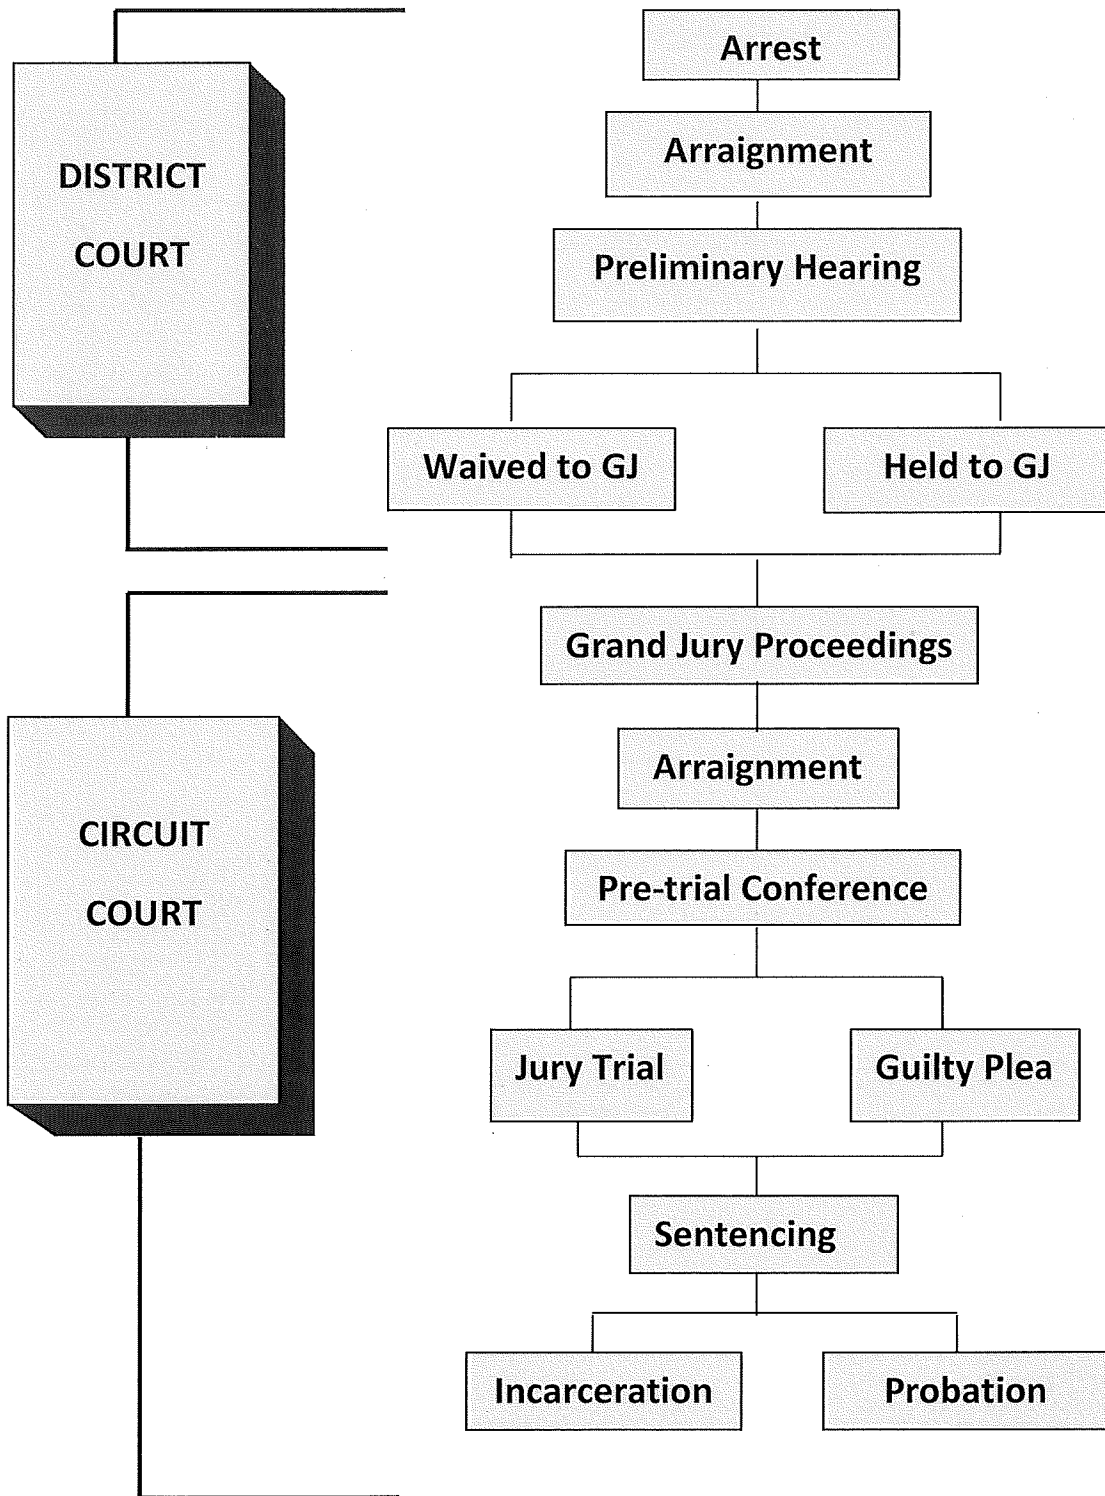 DISTRICT
COURT
Arrest
Arraignment
Preliminary Hearing
Waived to GJ
Held to GJ
CIRCUIT
COURT
Grand Jury Proceedings
Arraignment
Pre-trial Conference
Jury Trial
Guilty Plea
Sentencing
Incarceration
Probation